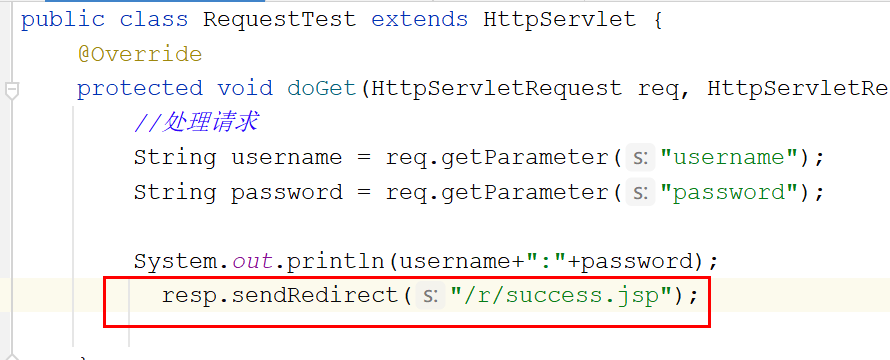 public class RequestTest extends HttpServlet {
@Override
protected void doGet(HttpServletRequest req, HttpServletRe
//处理请求
String username = req.getParameter( s: "username");
String password = req.getParameter( s: "password");
System.out.println(username+":"+password);
resp.sendRedirect( s: "/r/success.jsp");